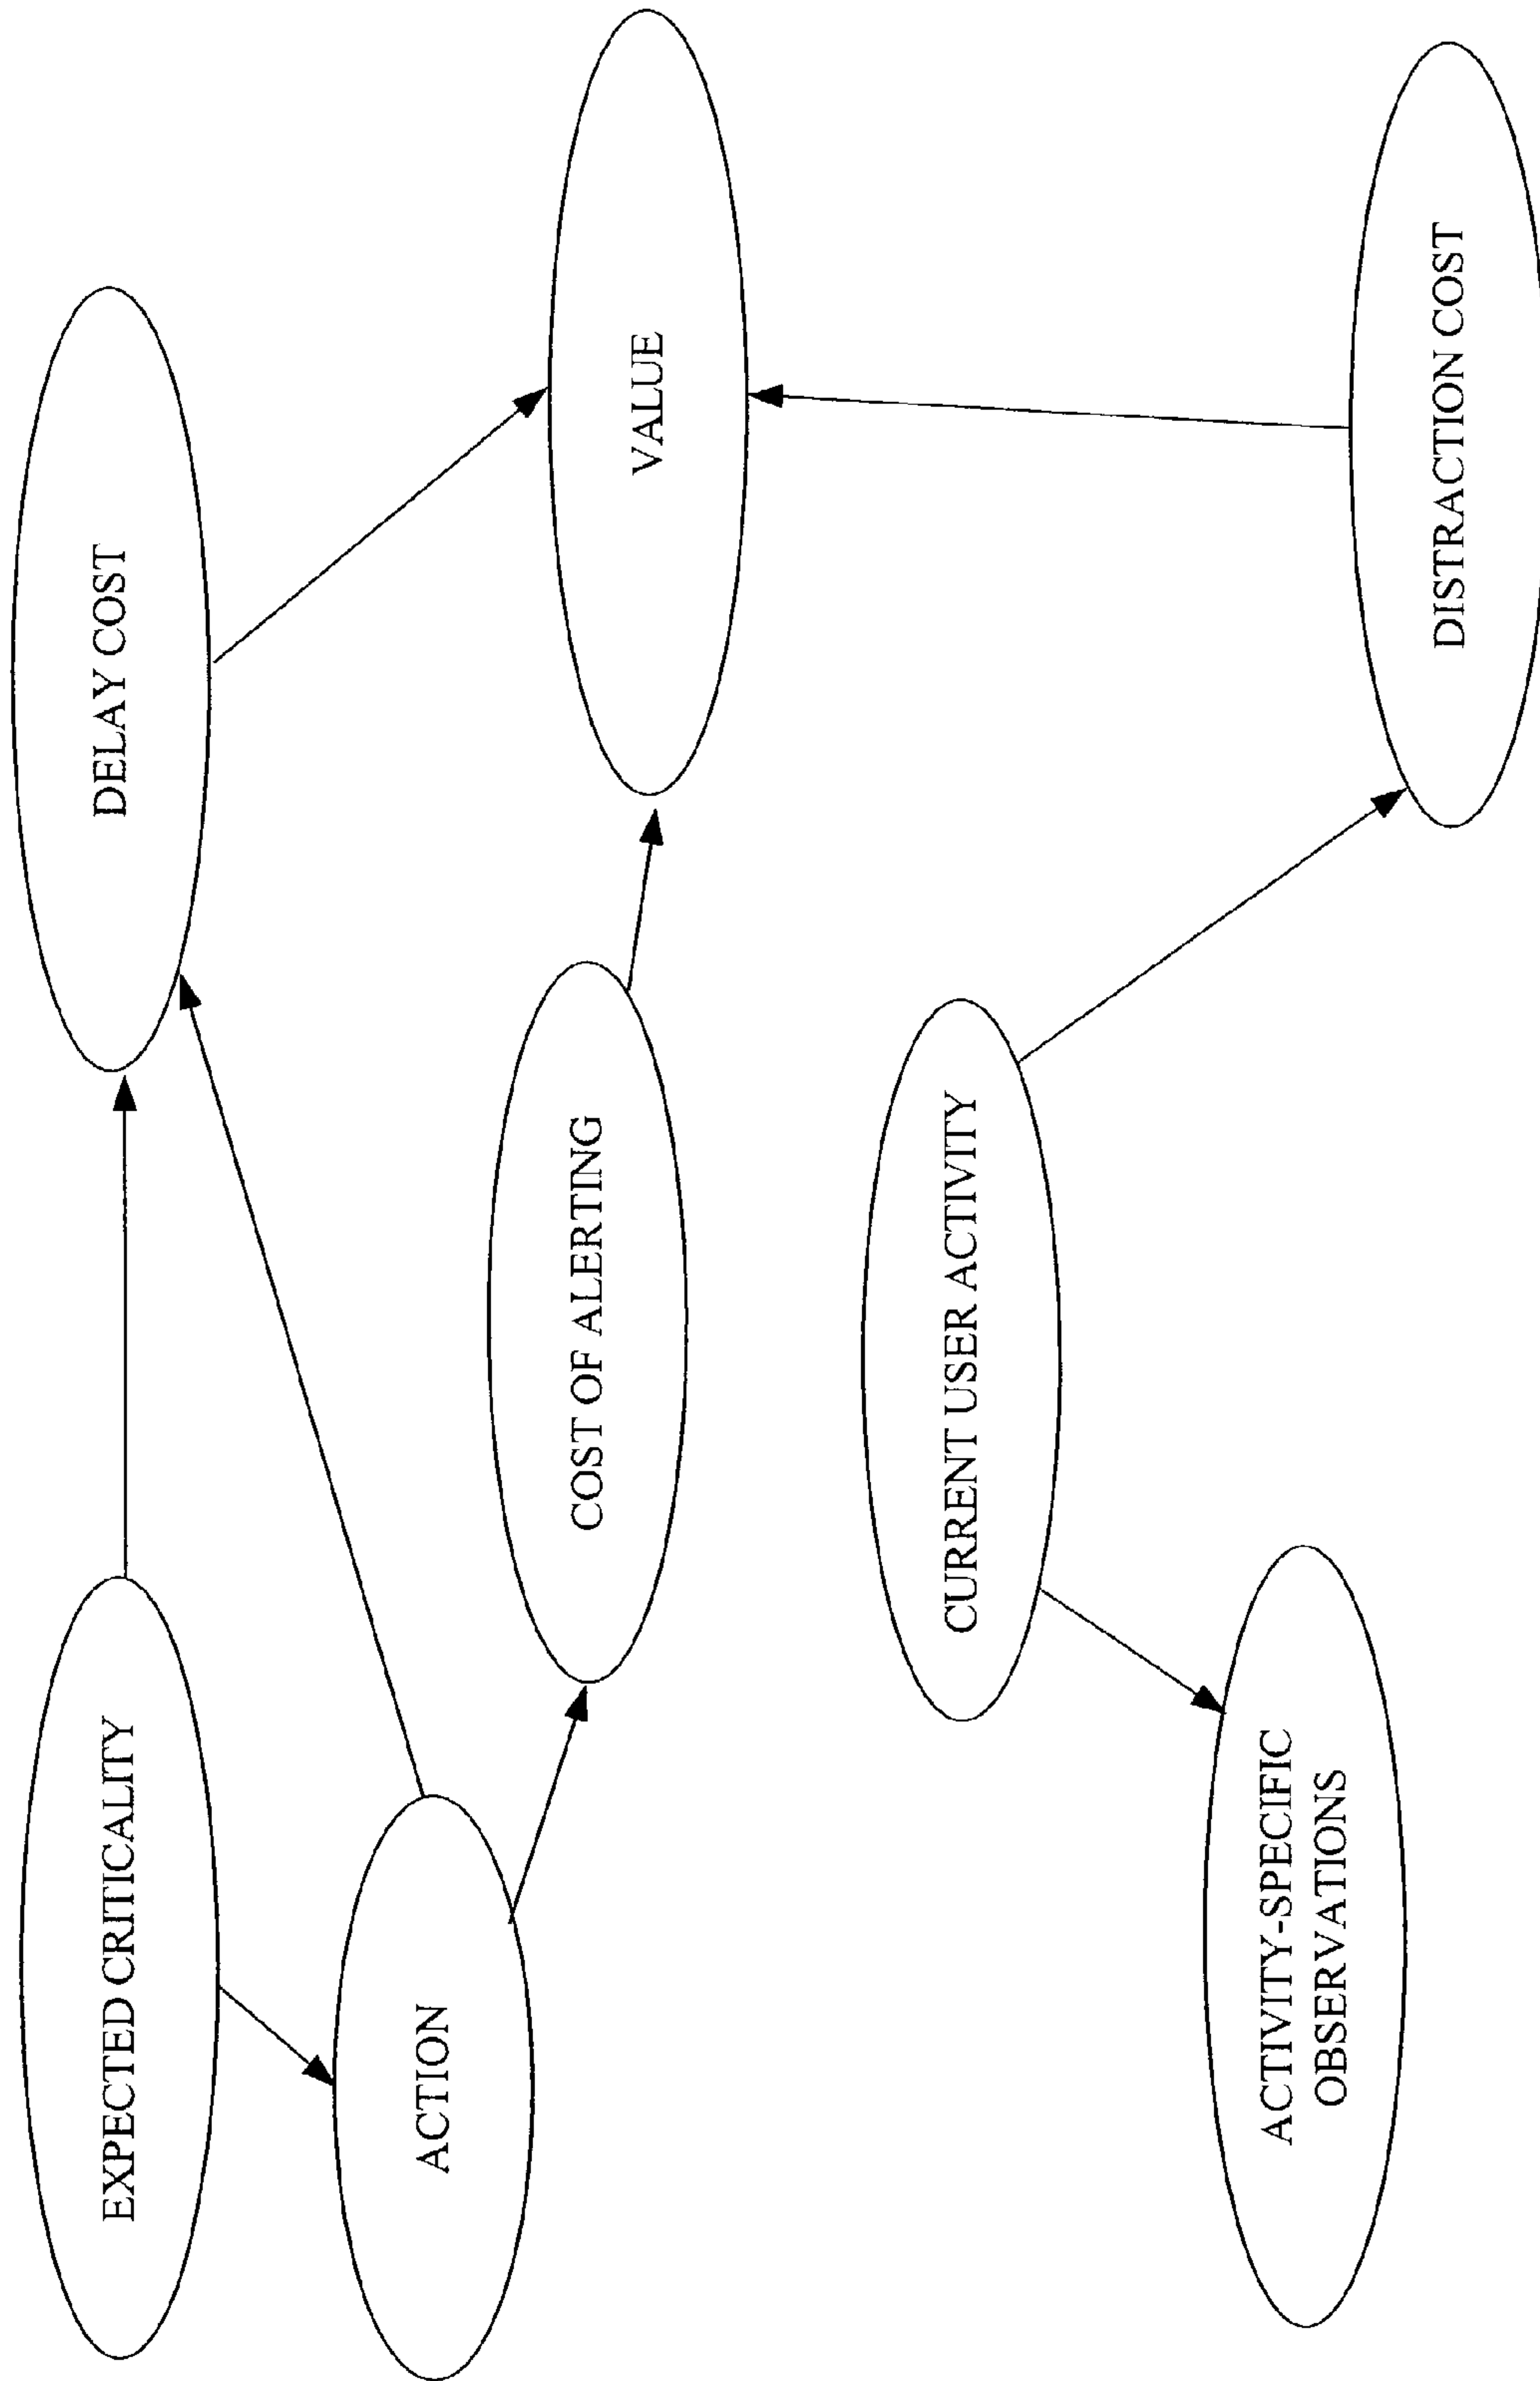 EXPECTED CRITICALITY
DELAY COST
ACTION
COST OF ALERTING
VALUE
CURRENT USER ACTIVITY
ACTIVITY-SPECIFIC
OBSERVATIONS
DISTRACTION COST